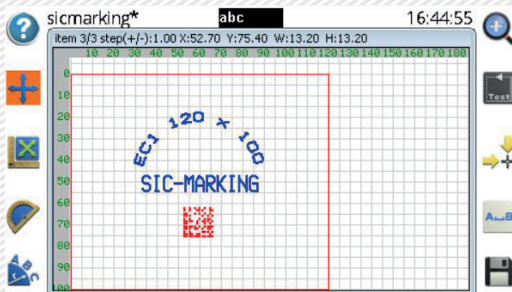 sicmarking* abc 16:44:55
item 3/3 step(+/-):1.00 X:52.70 Y:75.40 W:13.20 H:13.20
10 20 30 40 50 60 70 80 90 100 110 120 130 140 150 160 170 180
0
10
20
30
40
50
60
70
80
90
100
EC1 120 x 100
SIC-MARKING
Test
A...B
ABC